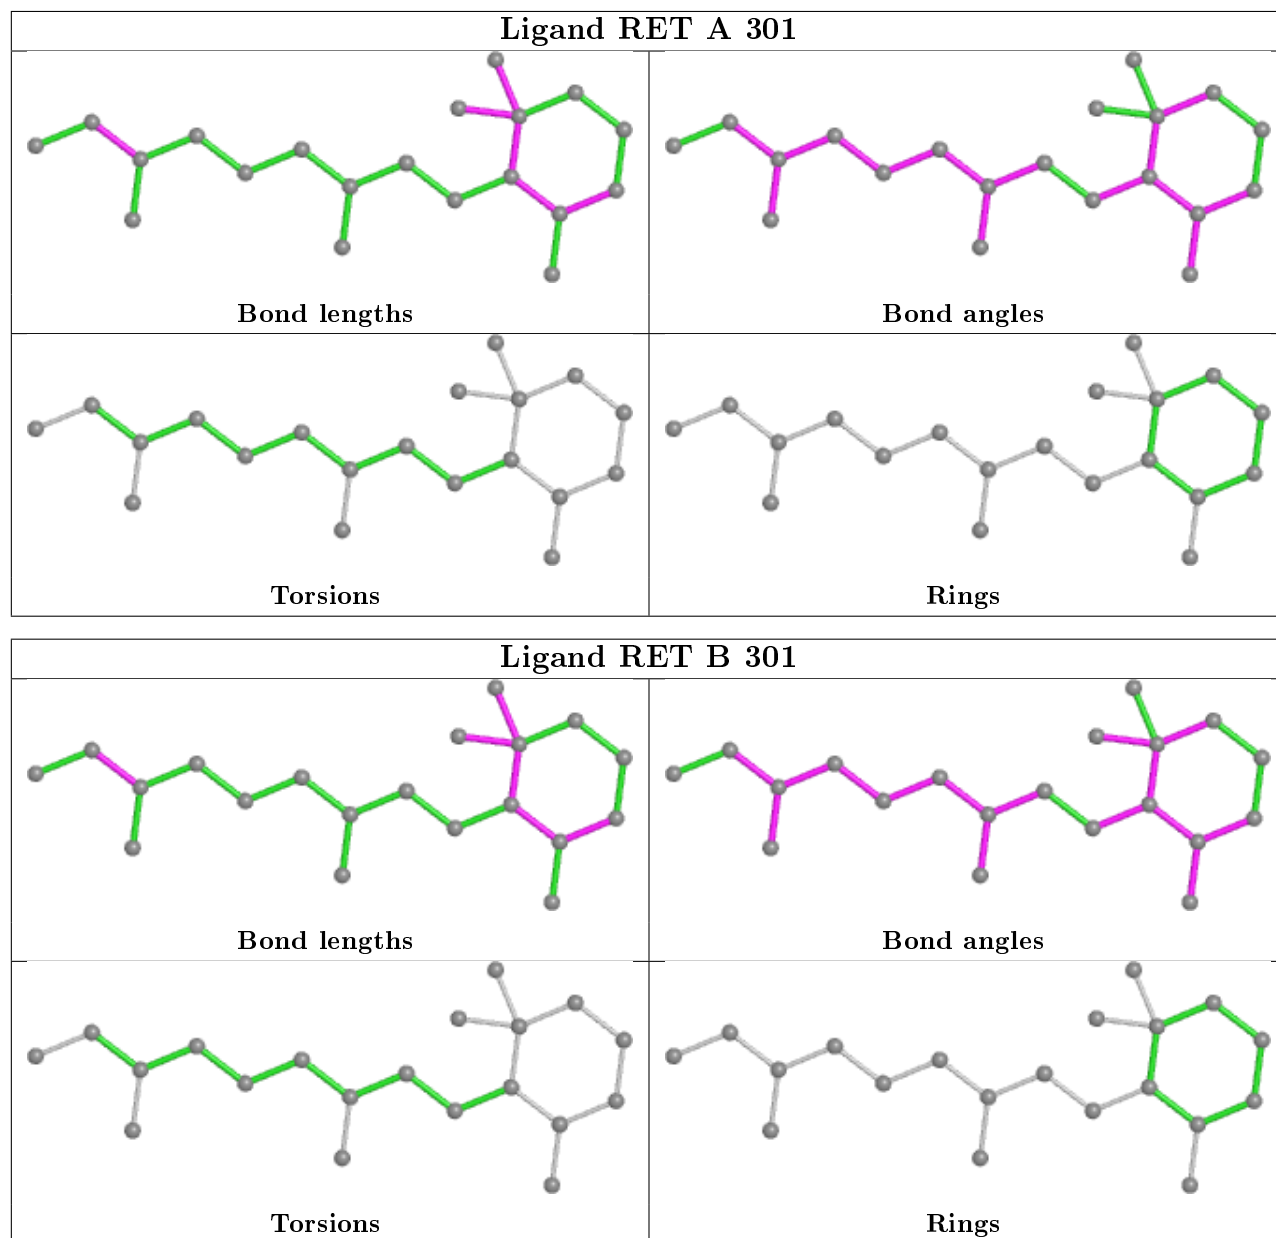 Ligand RET A 301
Bond lengths
Bond angles
Torsions
Rings
Ligand RET B 301
Bond lengths
Bond angles
Torsions
Rings